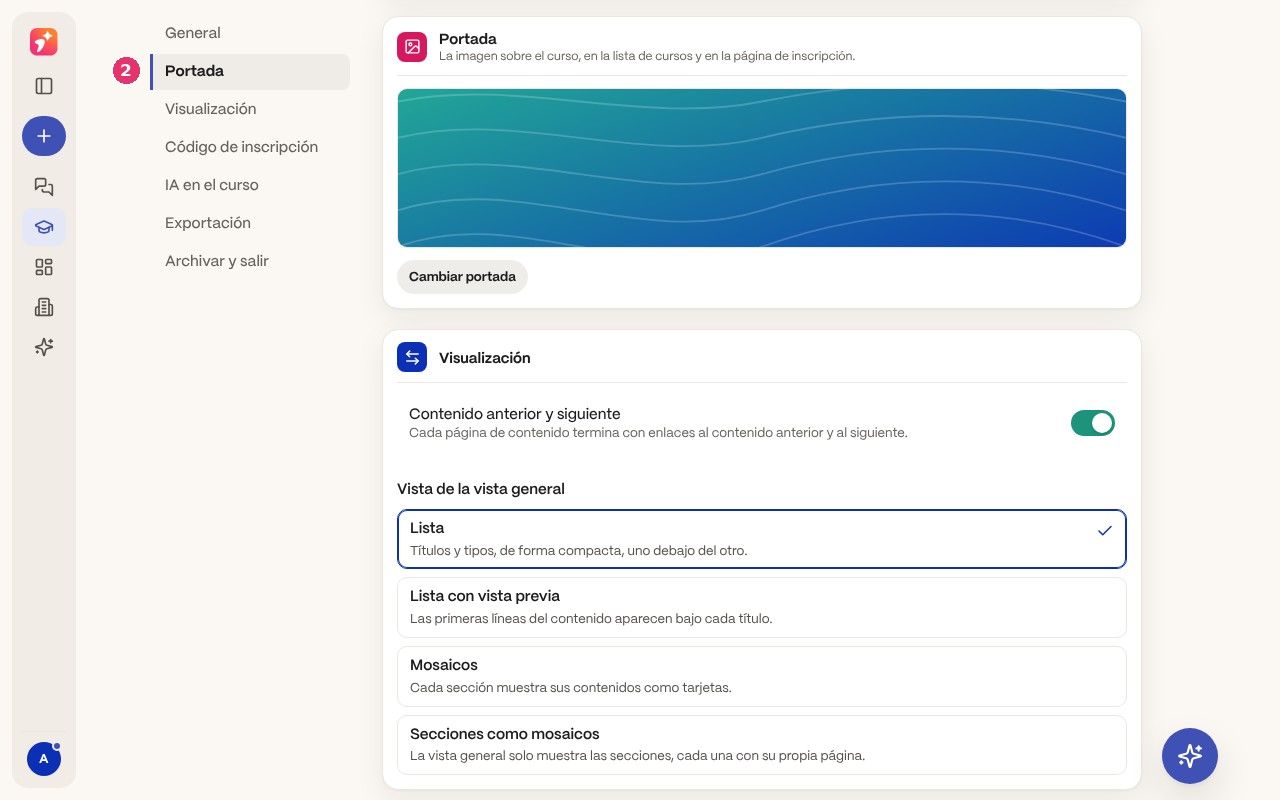 General
2
Portada
Visualización
Código de inscripción
IA en el curso
Exportación
Archivar y salir
A
Portada
La imagen sobre el curso, en la lista de cursos y en la página de inscripción.
Cambiar portada
Visualización
Contenido anterior y siguiente
Cada página de contenido termina con enlaces al contenido anterior y al siguiente.
Vista de la vista general
Lista
Títulos y tipos, de forma compacta, uno debajo del otro.
Lista con vista previa
Las primeras líneas del contenido aparecen bajo cada título.
Mosaicos
Cada sección muestra sus contenidos como tarjetas.
Secciones como mosaicos
La vista general solo muestra las secciones, cada una con su propia página.